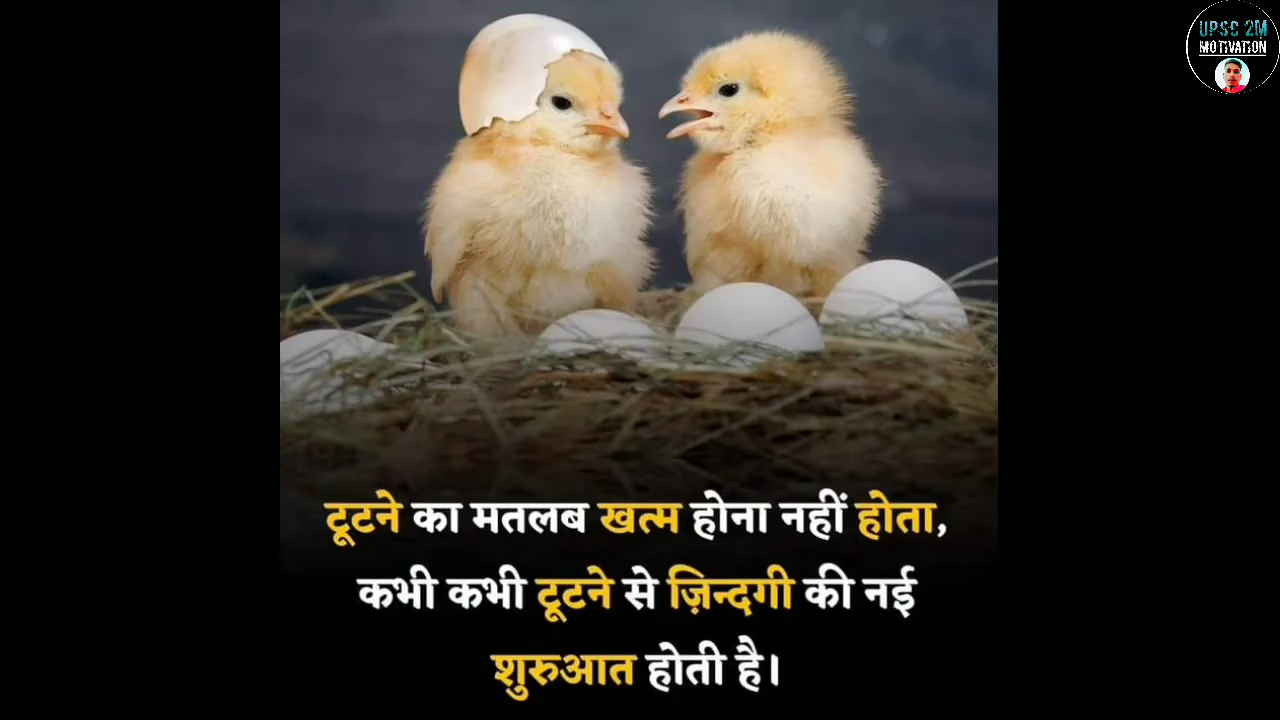 UPSC 2M
MOTIVATION
टूटने का मतलब खत्म होना नहीं होता,
कभी कभी टूटने से ज़िन्दगी की नई
शुरुआत होती है।